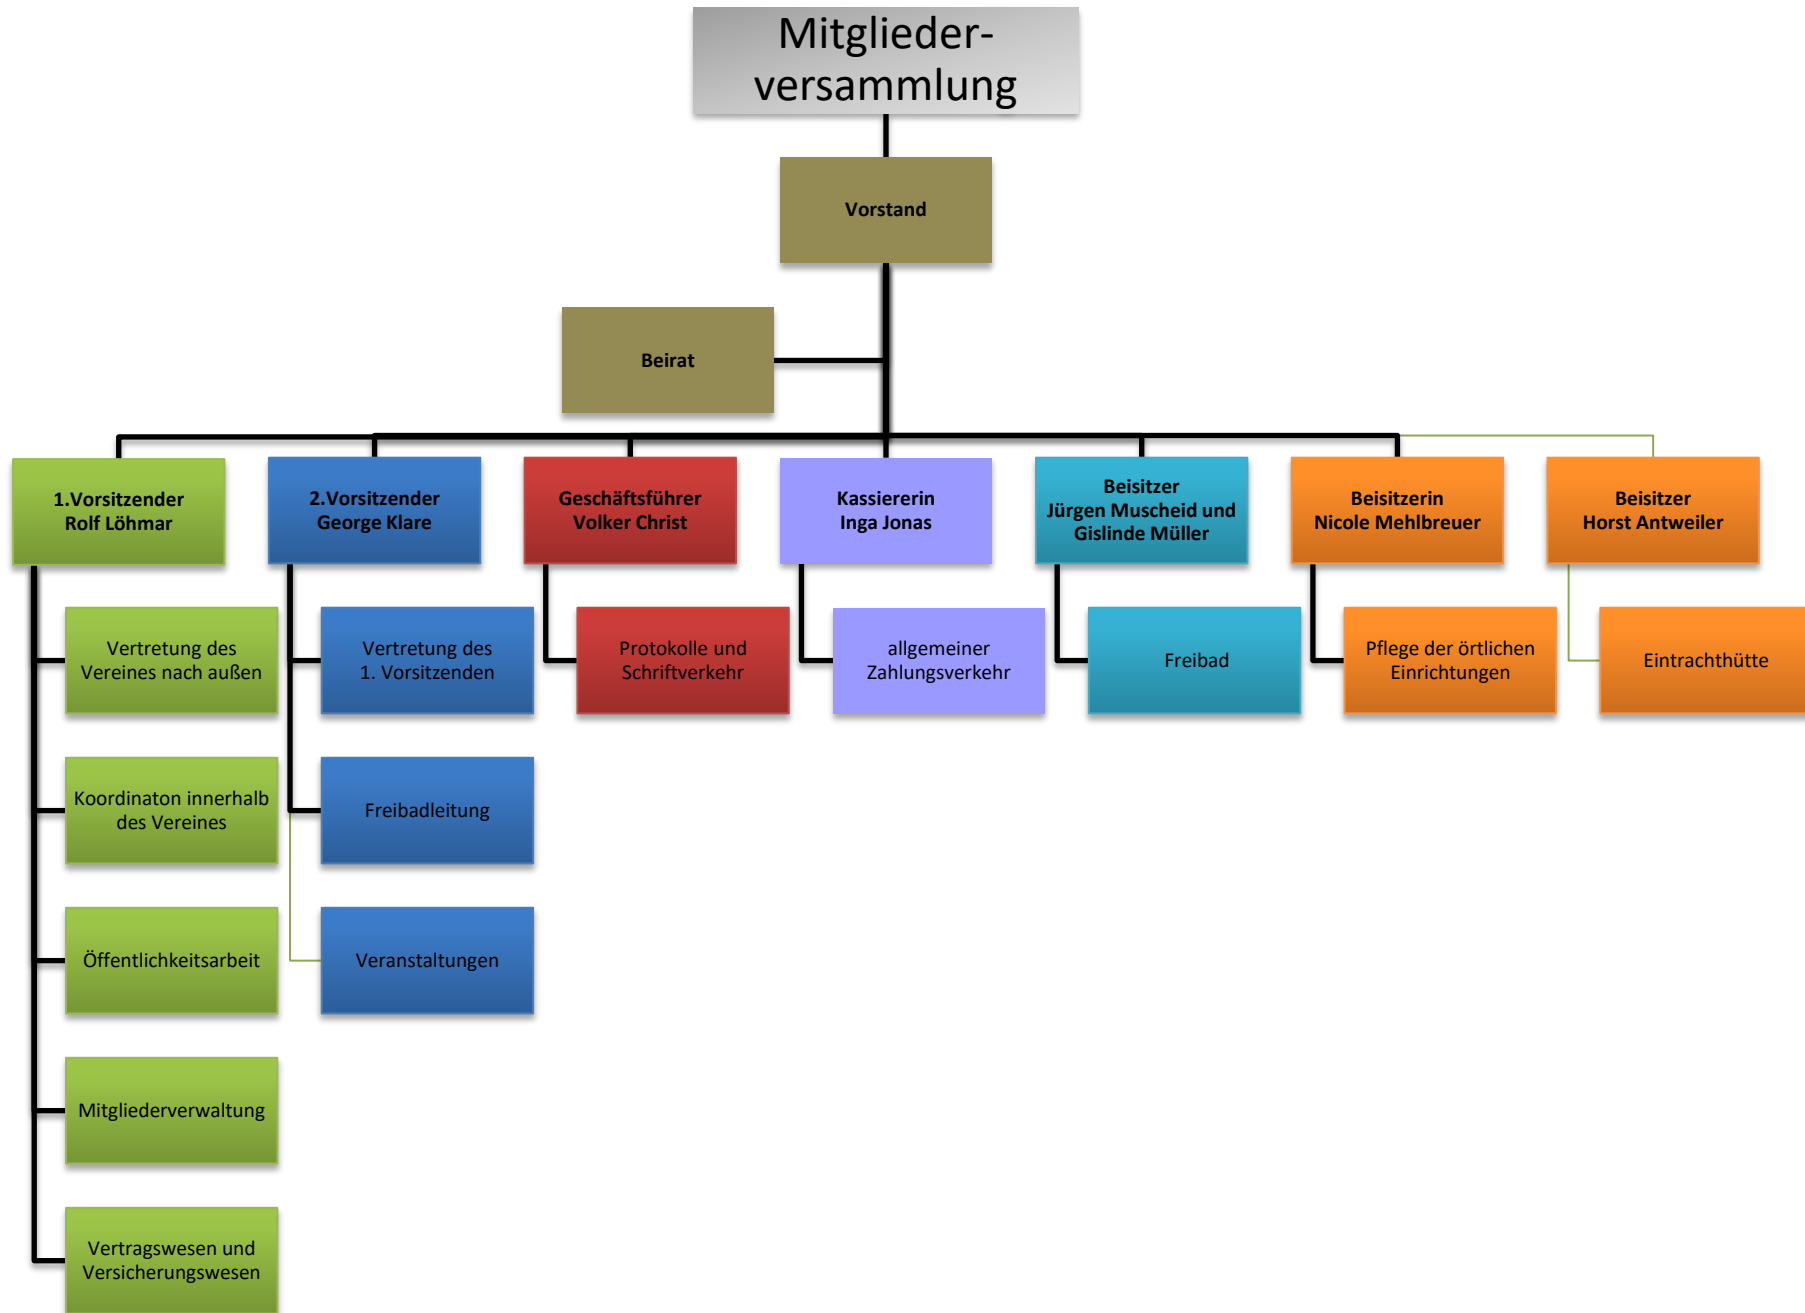 Mitglieder-
versammlung
Vorstand
Beirat
1.Vorsitzender
Rolf Löhmar
2.Vorsitzender
George Klare
Geschäftsführer
Volker Christ
Kassiererin
Inga Jonas
Beisitzer
Jürgen Muscheid und
Gislinde Müller
Beisitzerin
Nicole Mehlbreuer
Beisitzer
Horst Antweiler
Vertretung des
Vereines nach außen
Vertretung des
1. Vorsitzenden
Protokolle und
Schriftverkehr
allgemeiner
Zahlungsverkehr
Freibad
Pflege der örtlichen
Einrichtungen
Eintrachthütte
Koordinaton innerhalb
des Vereines
Freibadleitung
Öffentlichkeitsarbeit
Veranstaltungen
Mitgliederverwaltung
Vertragswesen und
Versicherungswesen